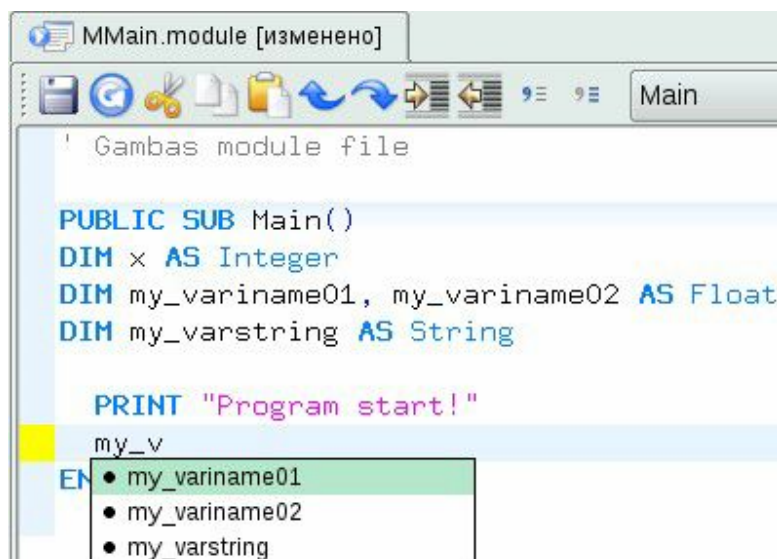 MMain.module [изменено]
Main
' Gambas module file
PUBLIC SUB Main()
DIM x AS Integer
DIM my_variname01, my_variname02 AS Float
DIM my_varstring AS String
PRINT "Program start!"
my_v
EN
my_variname01
my_variname02
my_varstring